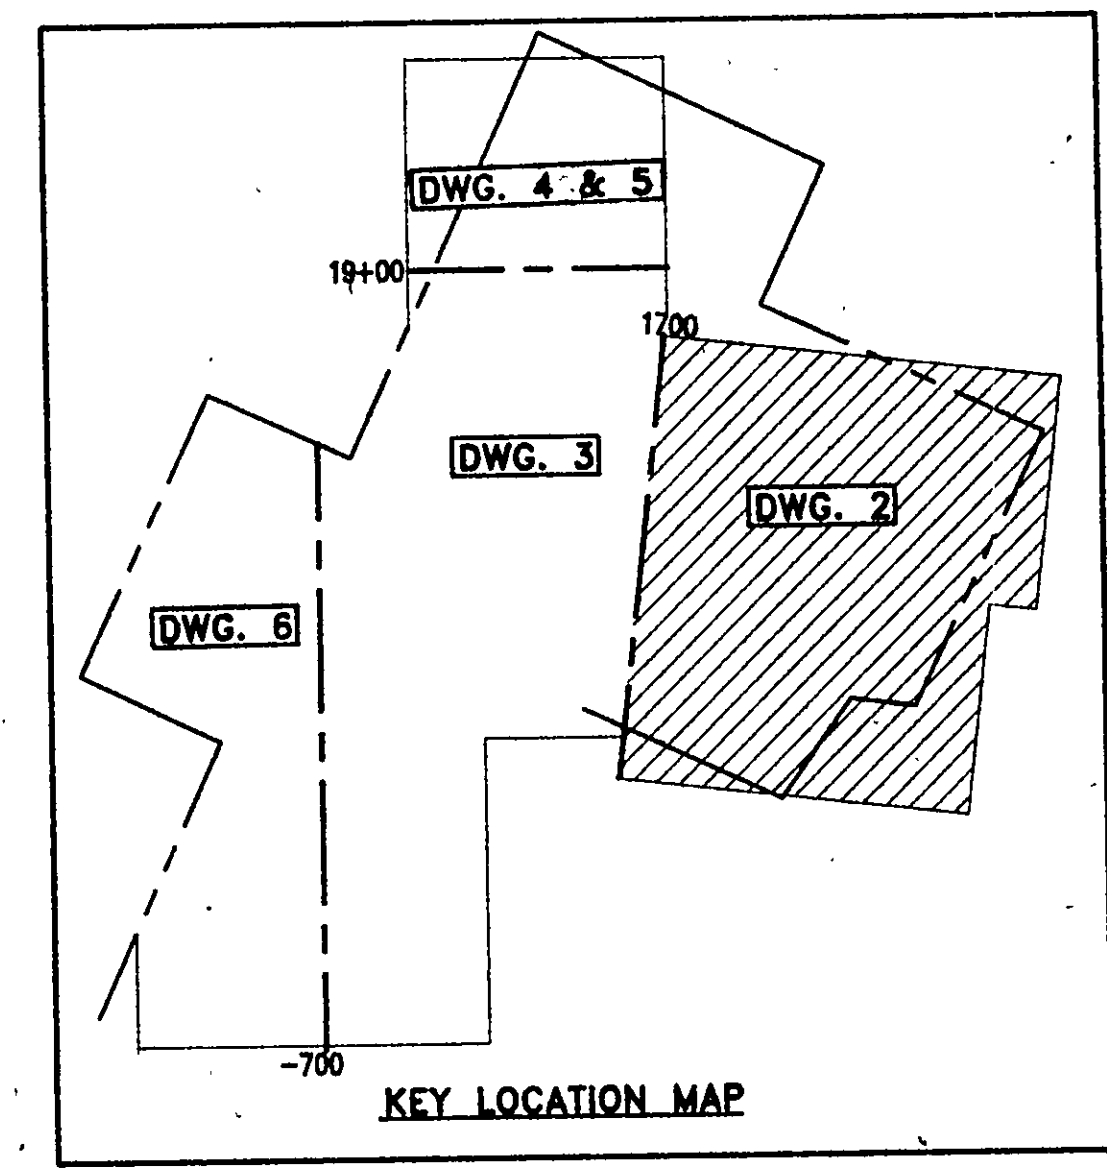 DWG. 4 & 5
19+00
1700
DWG. 3
DWG. 2
DWG. 6
-700
KEY LOCATION MAP